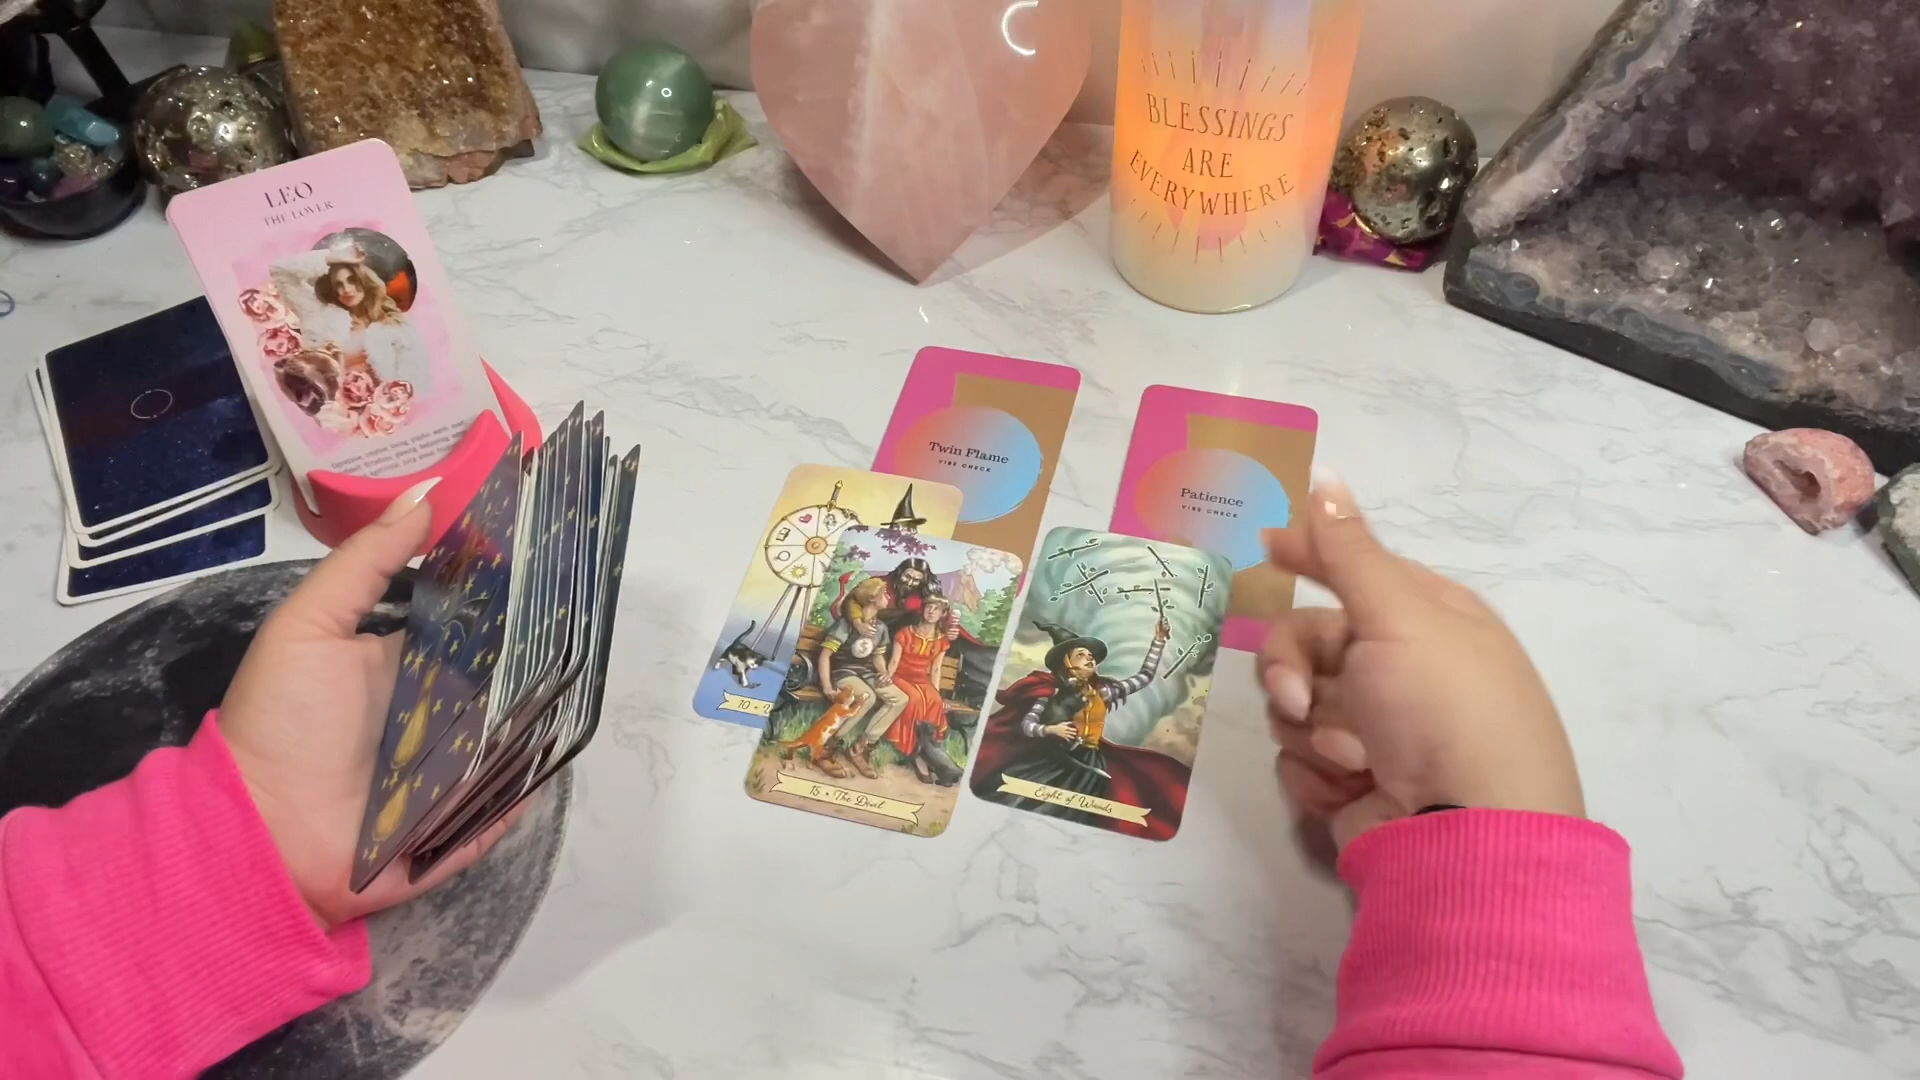 LEO
THE LOVER
BLESSINGS
ARE
EVERYWHERE
Twin Flame
VIBE CHECK
Patience
VIBE CHECK
10 •
15 • The Devil
Eight of Wands